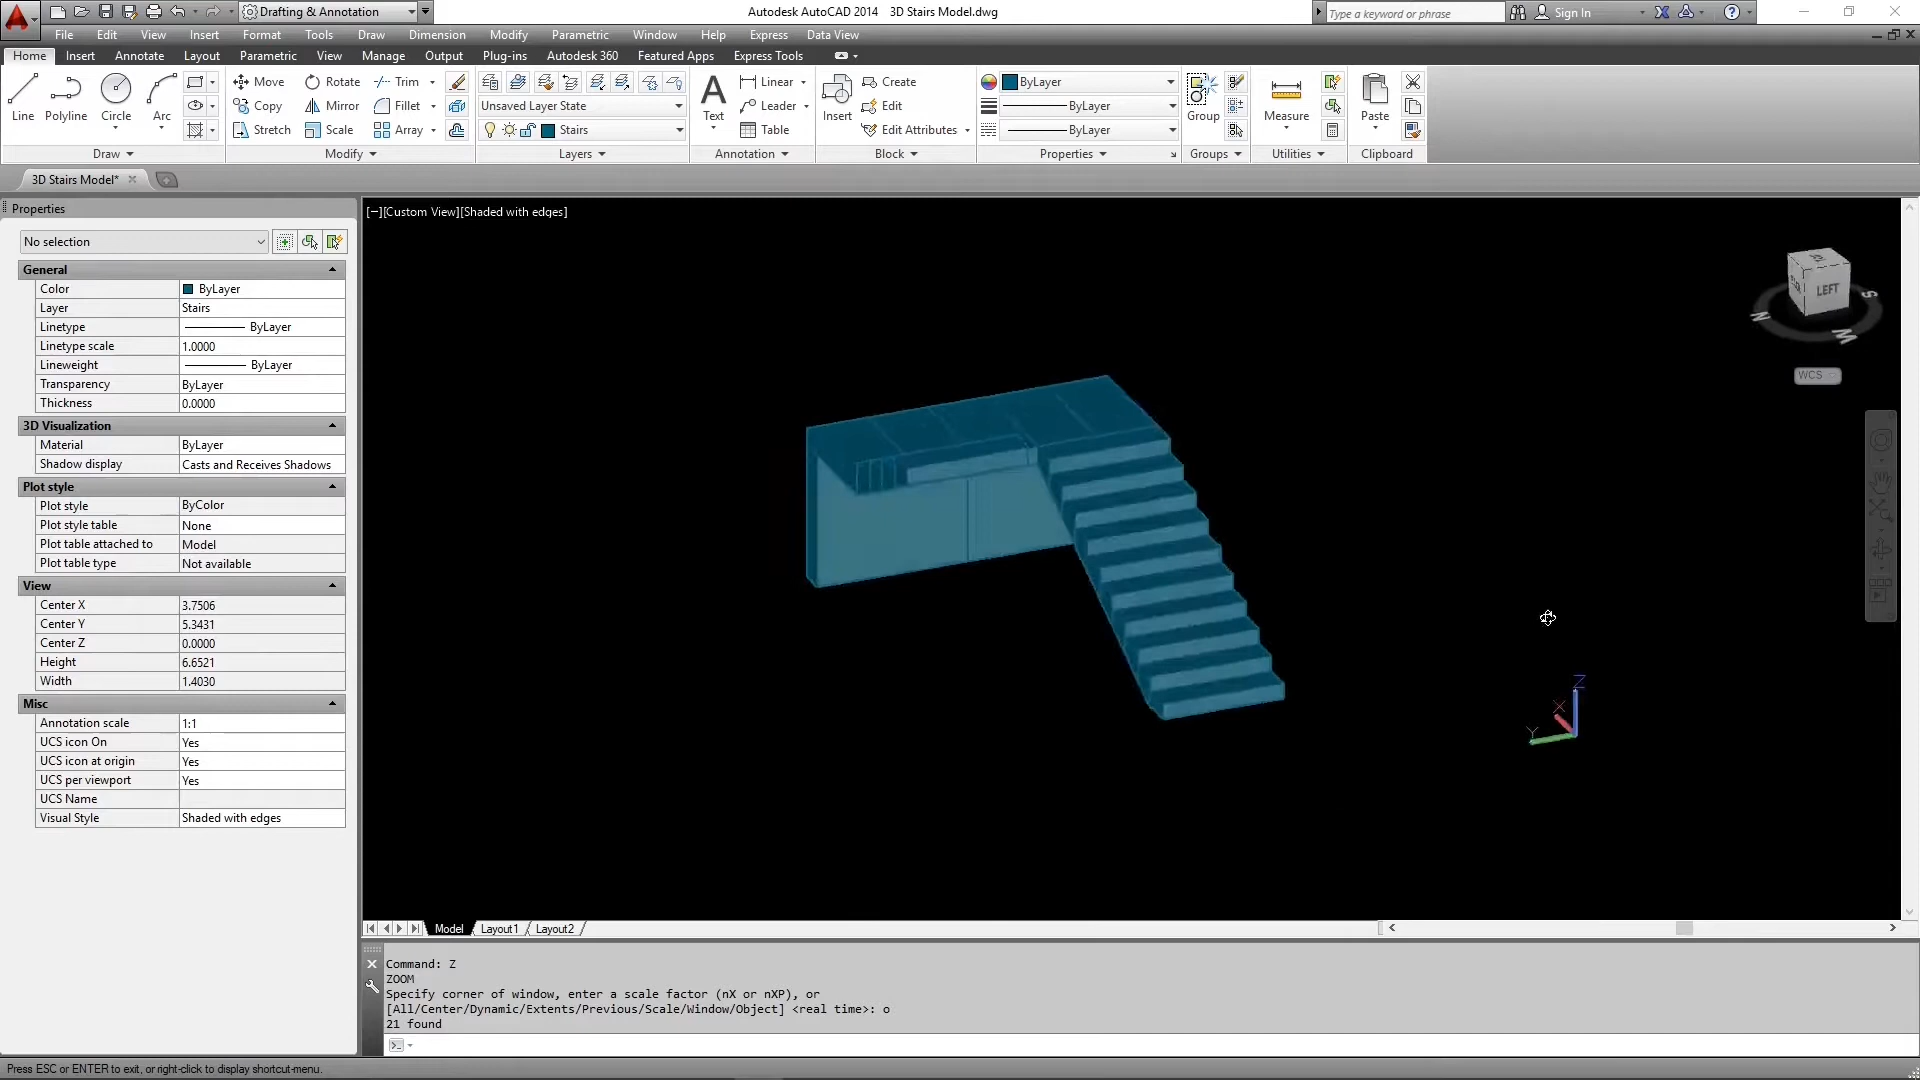 Drafting & Annotation
Autodesk AutoCAD 2014 3D Stairs Model.dwg
Type a keyword or phrase
Sign In
File Edit View Insert Format Tools Draw Dimension Modify Parametric Window Help Express Data View
Home Insert Annotate Layout Parametric View Manage Output Plug-ins Autodesk 360 Featured Apps Express Tools
Line Polyline Circle Arc
Move Rotate Trim
Copy Mirror Fillet
Stretch Scale Array
Unsaved Layer State
Stairs
Text
Linear
Leader
Table
Insert
Create
Edit
Edit Attributes
ByLayer
ByLayer
ByLayer
Group
Measure
Paste
Draw Modify Layers Annotation Block Properties Groups Utilities Clipboard
3D Stairs Model*
Properties
No selection
General
Color ByLayer
Layer Stairs
Linetype ByLayer
Linetype scale 1.0000
Lineweight ByLayer
Transparency ByLayer
Thickness 0.0000
3D Visualization
Material ByLayer
Shadow display Casts and Receives Shadows
Plot style
Plot style ByColor
Plot style table None
Plot table attached to Model
Plot table type Not available
View
Center X 3.7506
Center Y 5.3431
Center Z 0.0000
Height 6.6521
Width 1.4030
Misc
Annotation scale 1:1
UCS icon On Yes
UCS icon at origin Yes
UCS per viewport Yes
UCS Name
Visual Style Shaded with edges
[−][Custom View][Shaded with edges]
LEFT
N
S
WCS
Z
X
Y
Model Layout1 Layout2
Command: Z
ZOOM
Specify corner of window, enter a scale factor (nX or nXP), or
[All/Center/Dynamic/Extents/Previous/Scale/Window/Object] <real time>: o
21 found
Press ESC or ENTER to exit, or right-click to display shortcut-menu.